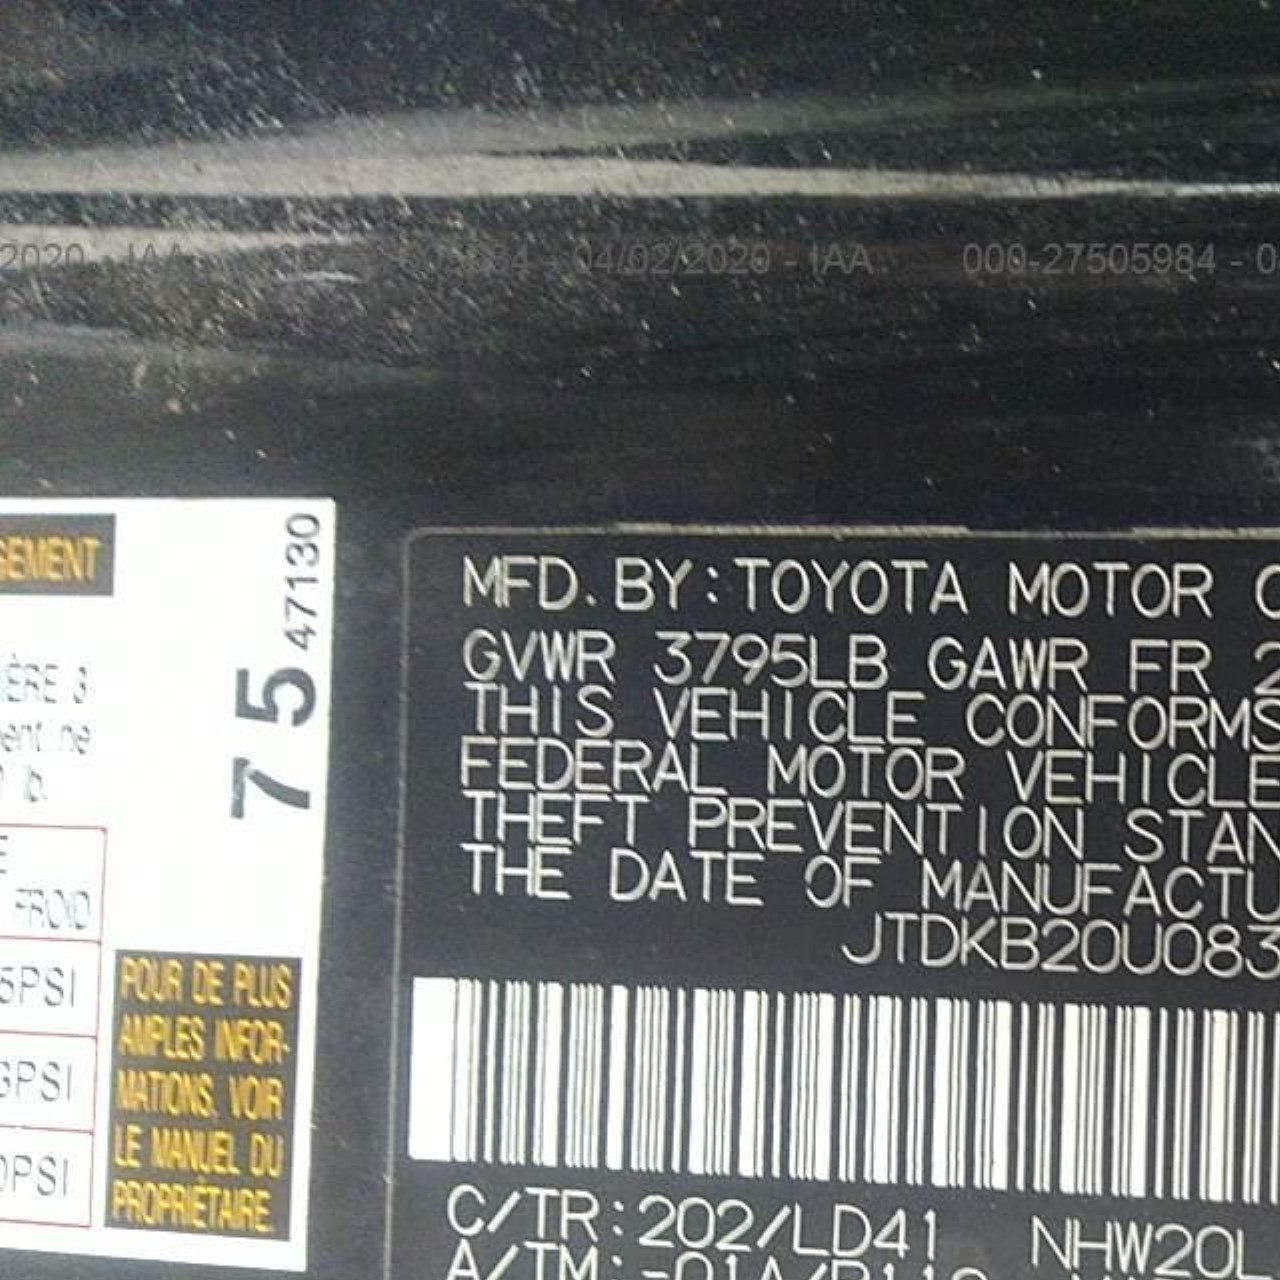 2020 - IAA
04/02/2020 - IAA
000-27505984 - 0
GEMENT
47130
75
ÈRE 3
ent ne
lb.
E
FROID
5PSI
PSI
0PSI
POUR DE PLUS
AMPLES INFOR-
MATIONS, VOIR
LE MANUEL DU
PROPRIÉTAIRE.
MFD. BY:TOYOTA MOTOR C
GVWR 3795LB GAWR FR 2
THIS VEHICLE CONFORMS
FEDERAL MOTOR VEHICLE
THEFT PREVENTION STAN
THE DATE OF MANUFACTU
JTDKB20U083
C/TR:202/LD41 NHW20L
A/TM:-01A/